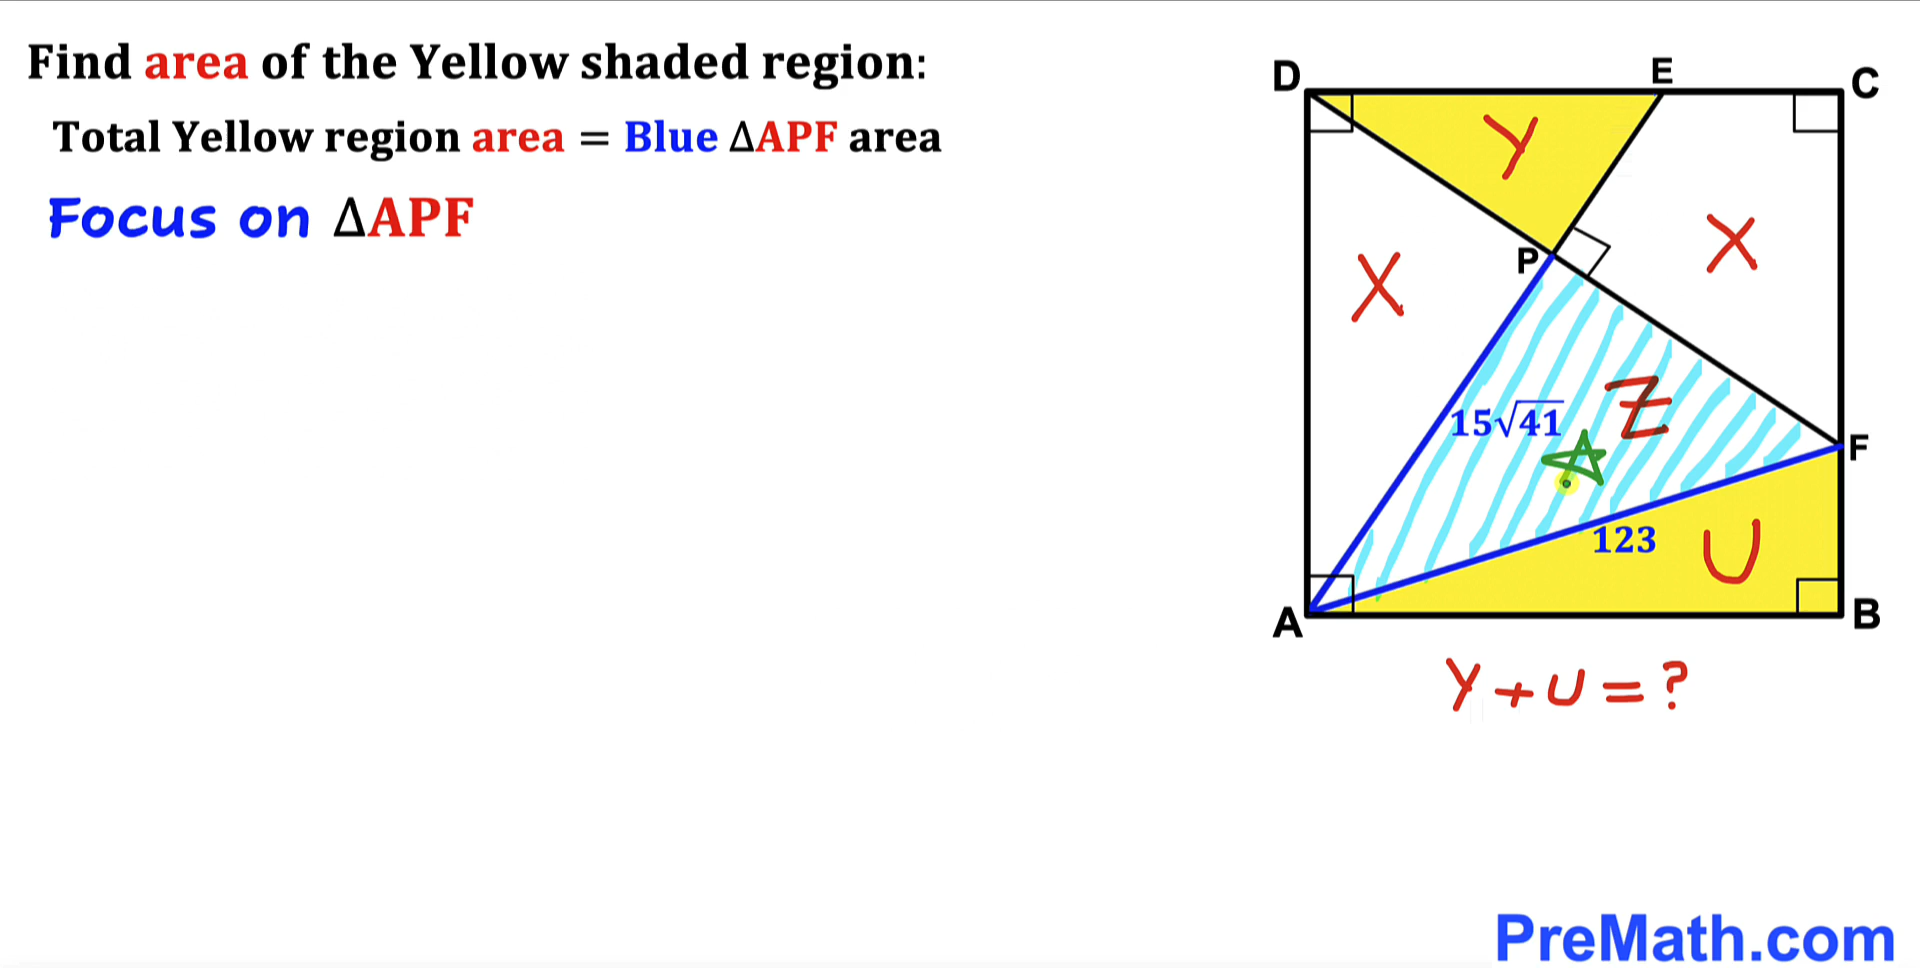 Find area of the Yellow shaded region:
Total Yellow region area = Blue ΔAPF area
Focus on ΔAPF
D
E
C
Y
X
X
P
Z
15√41
A
F
123
U
A
B
Y + U = ?
PreMath.com